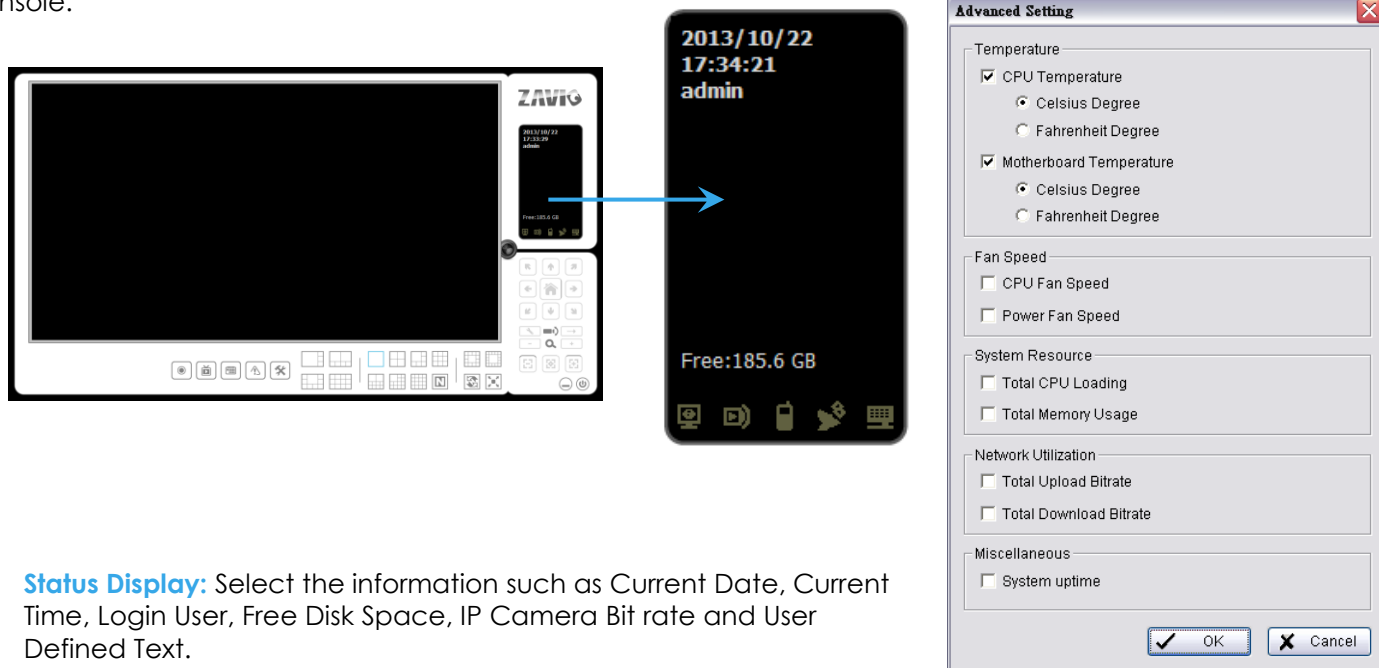 nsole.
ZAVIO
2013/10/22
17:33:29
admin
Free:185.6 GB
N
2013/10/22
17:34:21
admin
Free:185.6 GB
Status Display: Select the information such as Current Date, Current
Time, Login User, Free Disk Space, IP Camera Bit rate and User
Defined Text.
Advanced Setting
Temperature
CPU Temperature
Celsius Degree
Fahrenheit Degree
Motherboard Temperature
Celsius Degree
Fahrenheit Degree
Fan Speed
CPU Fan Speed
Power Fan Speed
System Resource
Total CPU Loading
Total Memory Usage
Network Utilization
Total Upload Bitrate
Total Download Bitrate
Miscellaneous
System uptime
OK
Cancel